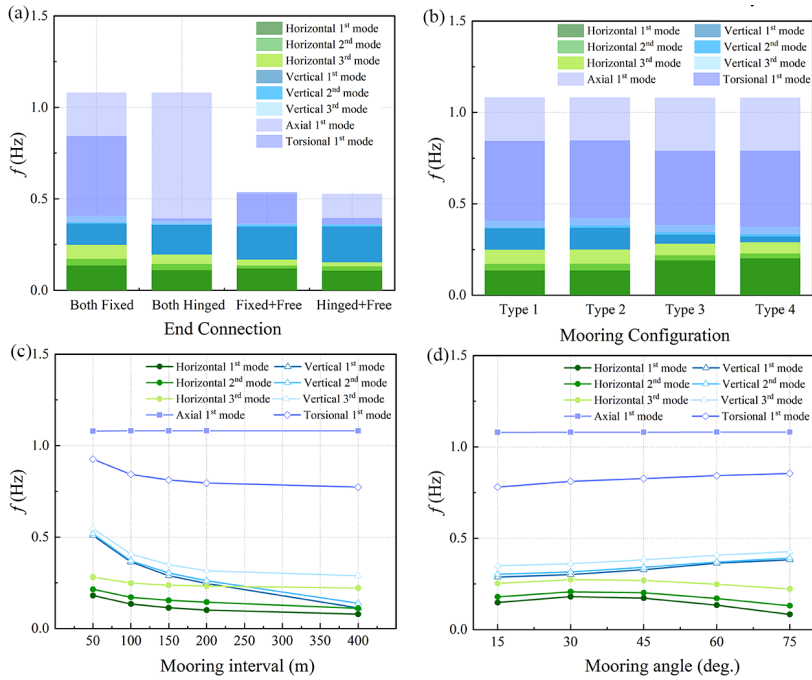 (a)
1.5
1.0
0.5
0.0
f (Hz)
Horizontal 1st mode
Horizontal 2nd mode
Horizontal 3rd mode
Vertical 1st mode
Vertical 2nd mode
Vertical 3rd mode
Axial 1st mode
Torsional 1st mode
Both Fixed Both Hinged Fixed+Free Hinged+Free
End Connection
(b)
1.5
1.0
0.5
0.0
f (Hz)
Horizontal 1st mode Vertical 1st mode
Horizontal 2nd mode Vertical 2nd mode
Horizontal 3rd mode Vertical 3rd mode
Axial 1st mode Torsional 1st mode
Type 1 Type 2 Type 3 Type 4
Mooring Configuration
(c)
1.5
1.0
0.5
0.0
f (Hz)
Horizontal 1st mode Vertical 1st mode
Horizontal 2nd mode Vertical 2nd mode
Horizontal 3rd mode Vertical 3rd mode
Axial 1st mode Torsional 1st mode
50 100 150 200 250 300 350 400
Mooring interval (m)
(d)
1.5
1.0
0.5
0.0
f (Hz)
Horizontal 1st mode Vertical 1st mode
Horizontal 2nd mode Vertical 2nd mode
Horizontal 3rd mode Vertical 3rd mode
Axial 1st mode Torsional 1st mode
15 30 45 60 75
Mooring angle (deg.)